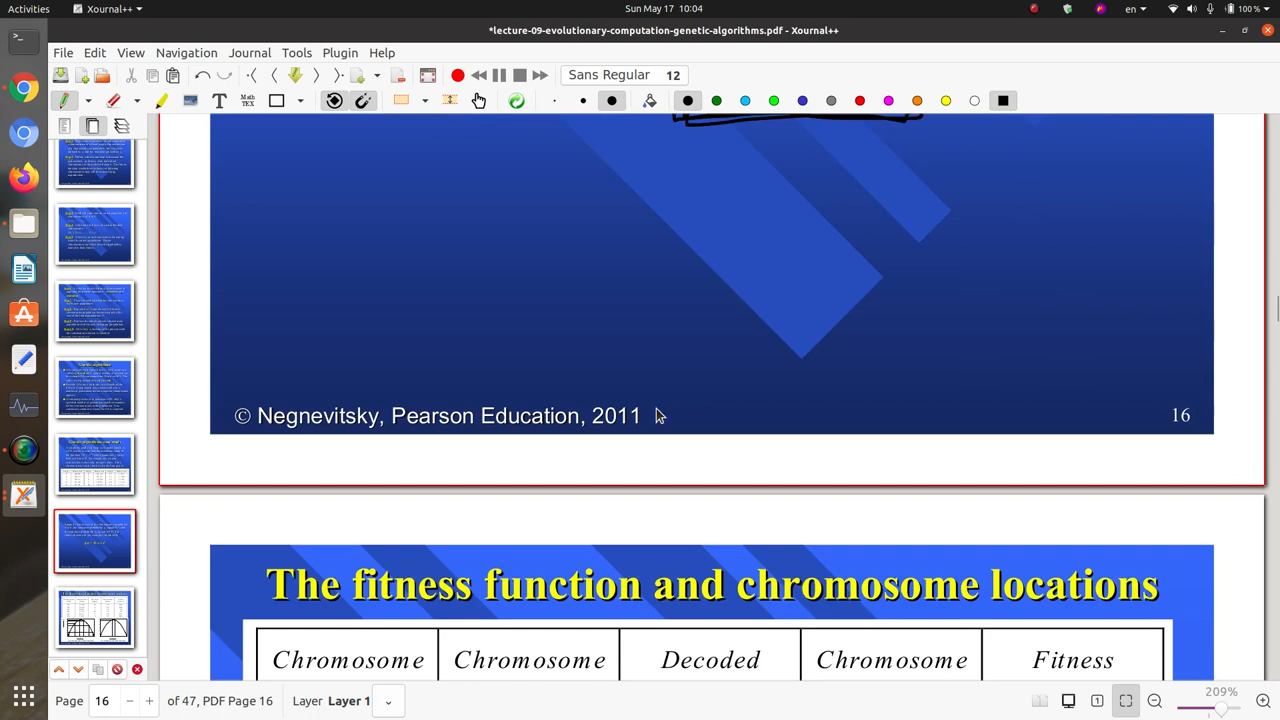 Activities Xournal++ Sun May 17 10:04 en 100 %
*lecture-09-evolutionary-computation-genetic-algorithms.pdf - Xournal++
File Edit View Navigation Journal Tools Plugin Help
Sans Regular 12
Math
TEX
© Negnevitsky, Pearson Education, 2011
16
The fitness function and chromosome locations
Chromosome Chromosome Decoded Chromosome Fitness
Page 16 of 47, PDF Page 16 Layer Layer 1 209%